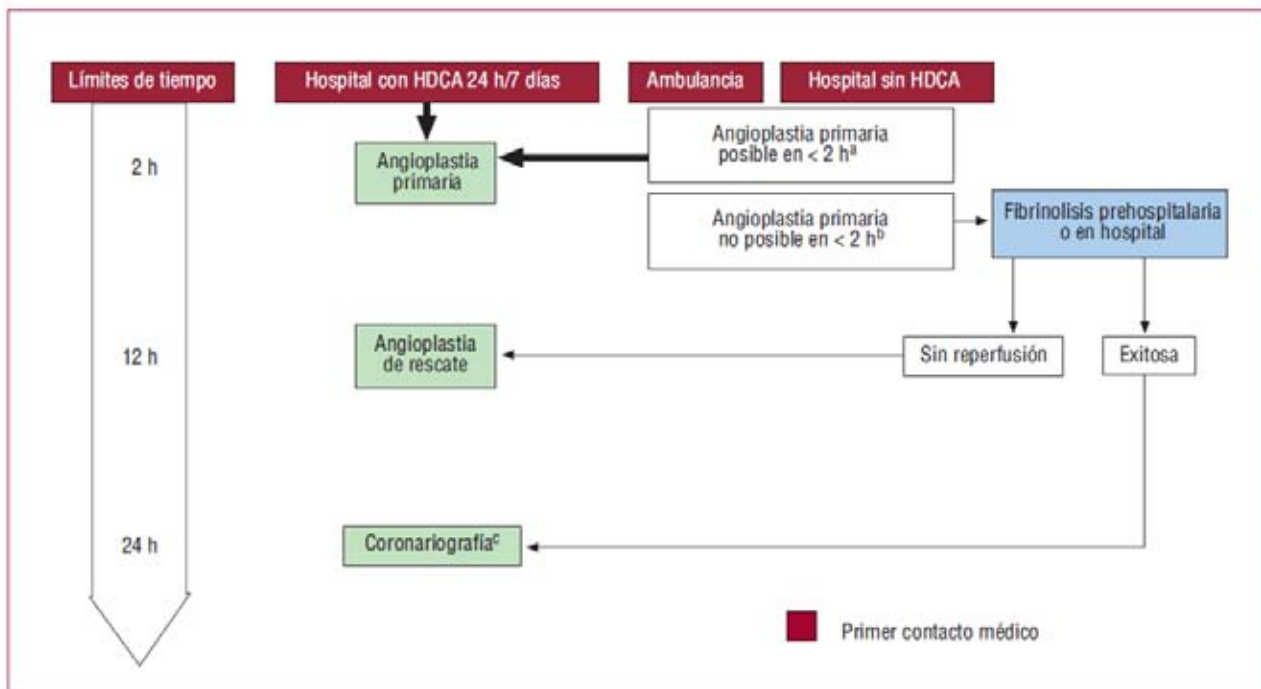 Límites de tiempo
Hospital con HDCA 24 h/7 días
Ambulancia
Hospital sin HDCA
2 h
Angioplastia
primaria
Angioplastia primaria
posible en < 2 hª
Angioplastia primaria
no posible en < 2 hᵇ
Fibrinolisis prehospitalaria
o en hospital
12 h
Angioplastia
de rescate
Sin reperfusión
Exitosa
24 h
Coronariografíaᶜ
Primer contacto médico